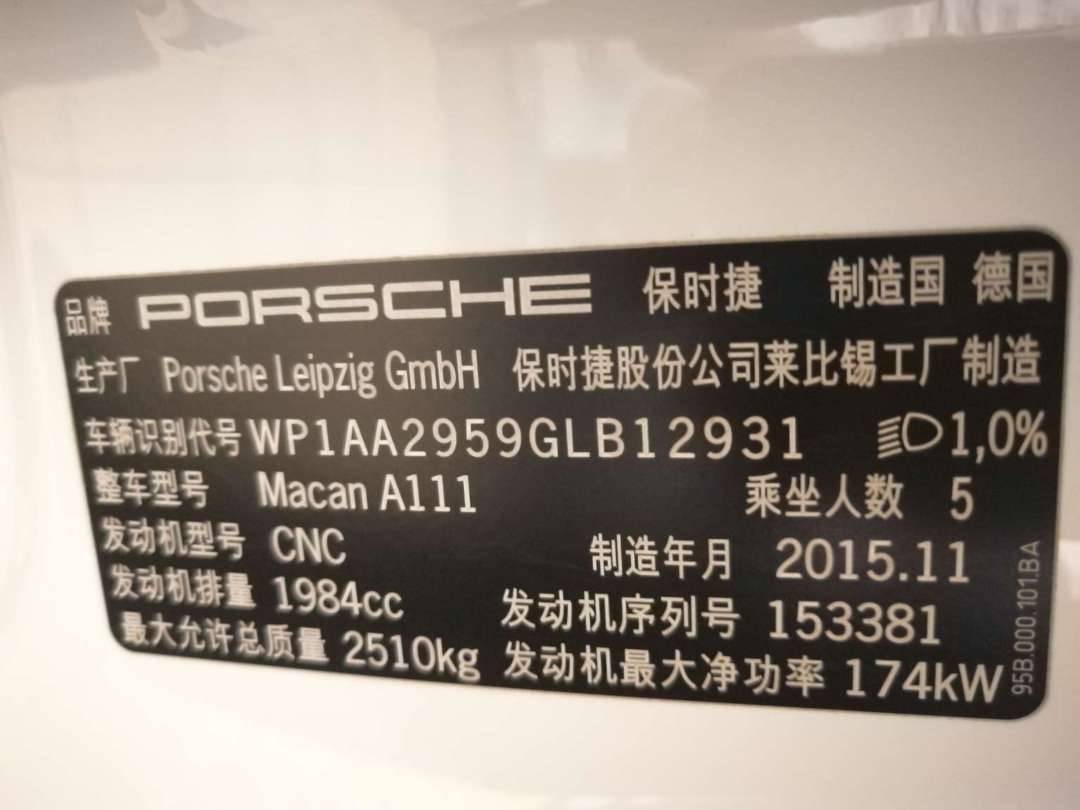 品牌 PORSCHE 保时捷 制造国 德国
生产厂 Porsche Leipzig GmbH 保时捷股份公司莱比锡工厂制造
车辆识别代号 WP1AA2959GLB12931 1,0%
整车型号 Macan A111 乘坐人数 5
发动机型号 CNC 制造年月 2015.11
发动机排量 1984cc 发动机序列号 153381
最大允许总质量 2510kg 发动机最大净功率 174kW
95B.000.101.BA